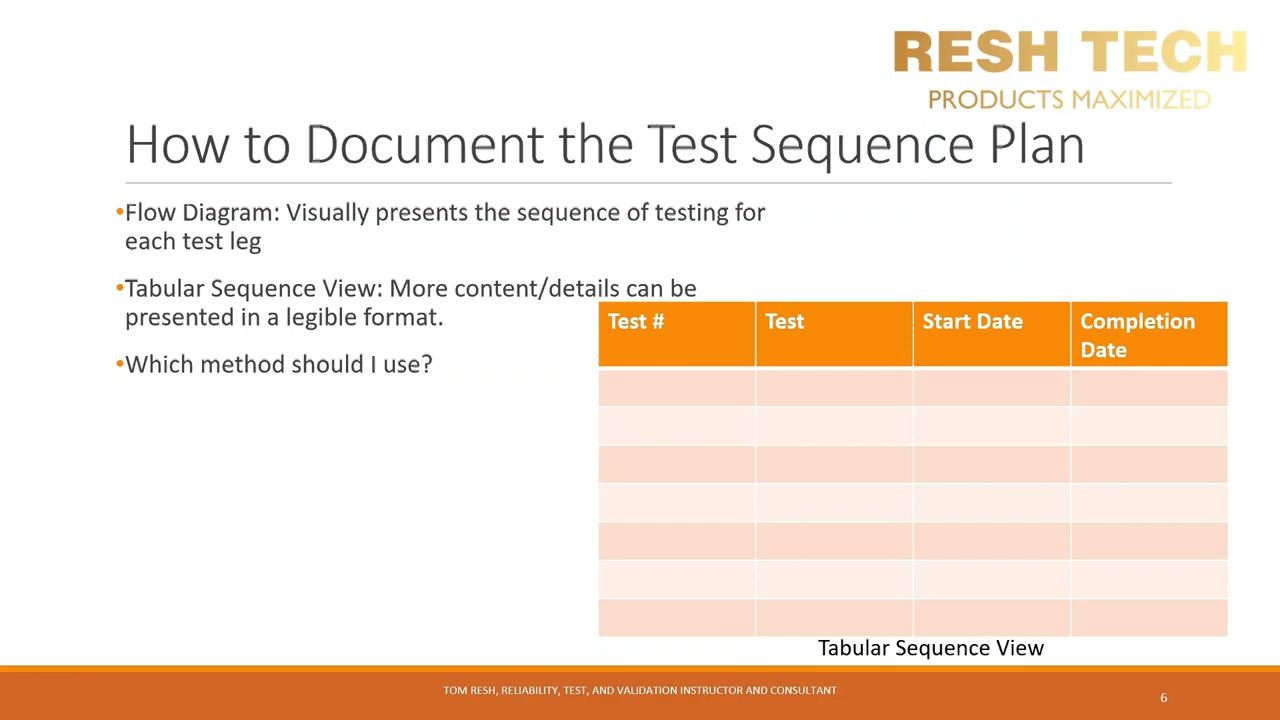 RESH TECH
PRODUCTS MAXIMIZED
How to Document the Test Sequence Plan
•Flow Diagram: Visually presents the sequence of testing for
each test leg
•Tabular Sequence View: More content/details can be
presented in a legible format.
•Which method should I use?
Test # Test Start Date Completion
Date
Tabular Sequence View
TOM RESH, RELIABILITY, TEST, AND VALIDATION INSTRUCTOR AND CONSULTANT
6